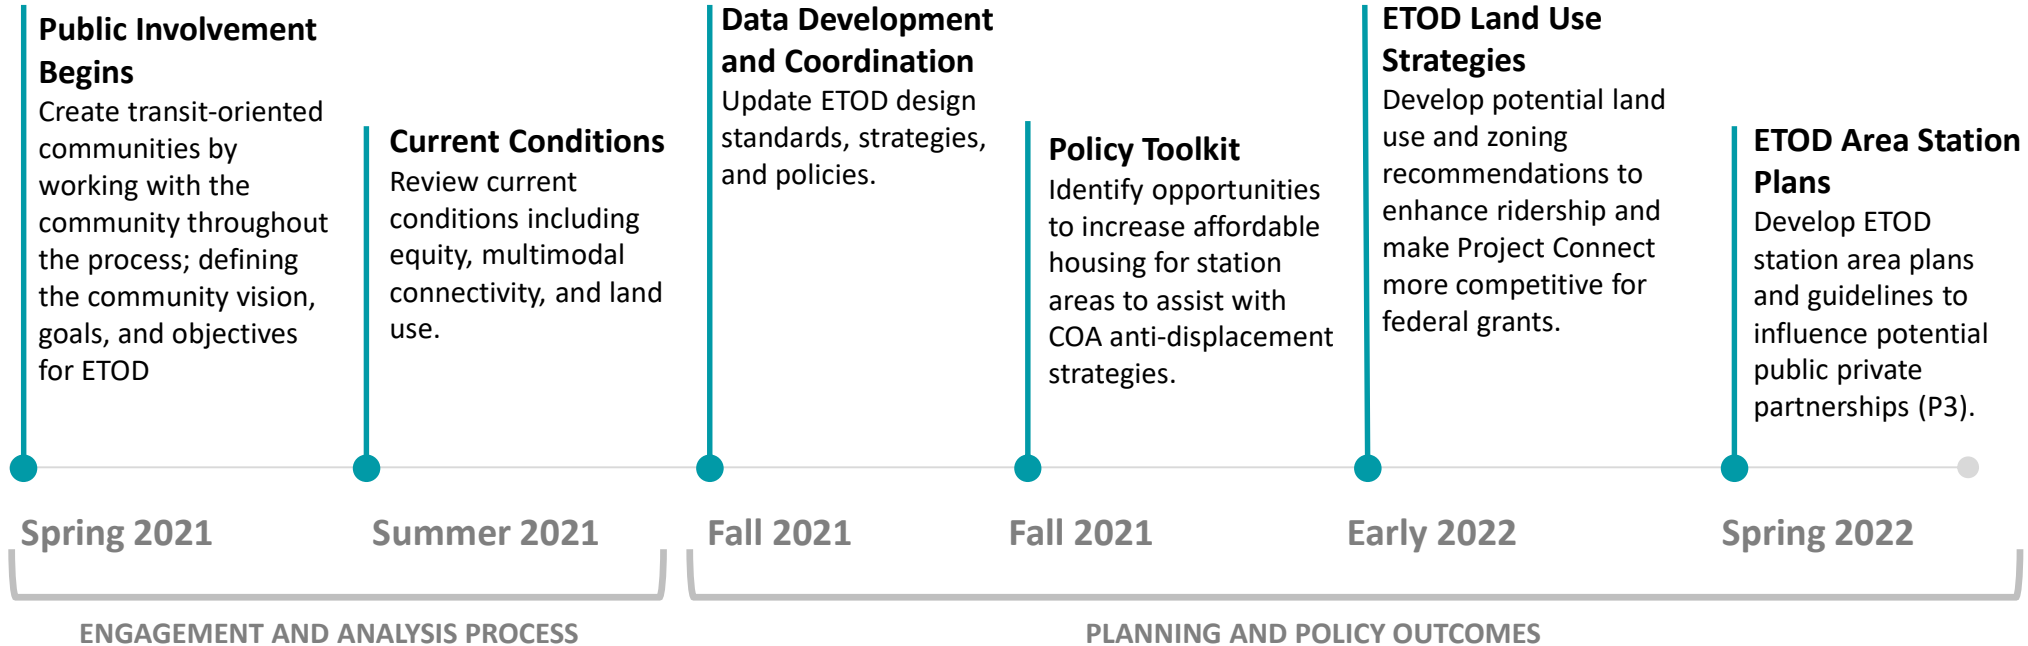 Public Involvement
Begins
Create transit-oriented
communities by
working with the
community throughout
the process; defining
the community vision,
goals, and objectives
for ETOD
Current Conditions
Review current
conditions including
equity, multimodal
connectivity, and land
use.
Data Development
and Coordination
Update ETOD design
standards, strategies,
and policies.
Policy Toolkit
Identify opportunities
to increase affordable
housing for station
areas to assist with
COA anti-displacement
strategies.
ETOD Land Use
Strategies
Develop potential land
use and zoning
recommendations to
enhance ridership and
make Project Connect
more competitive for
federal grants.
ETOD Area Station
Plans
Develop ETOD
station area plans
and guidelines to
influence potential
public private
partnerships (P3).
Spring 2021
Summer 2021
Fall 2021
Fall 2021
Early 2022
Spring 2022
ENGAGEMENT AND ANALYSIS PROCESS
PLANNING AND POLICY OUTCOMES